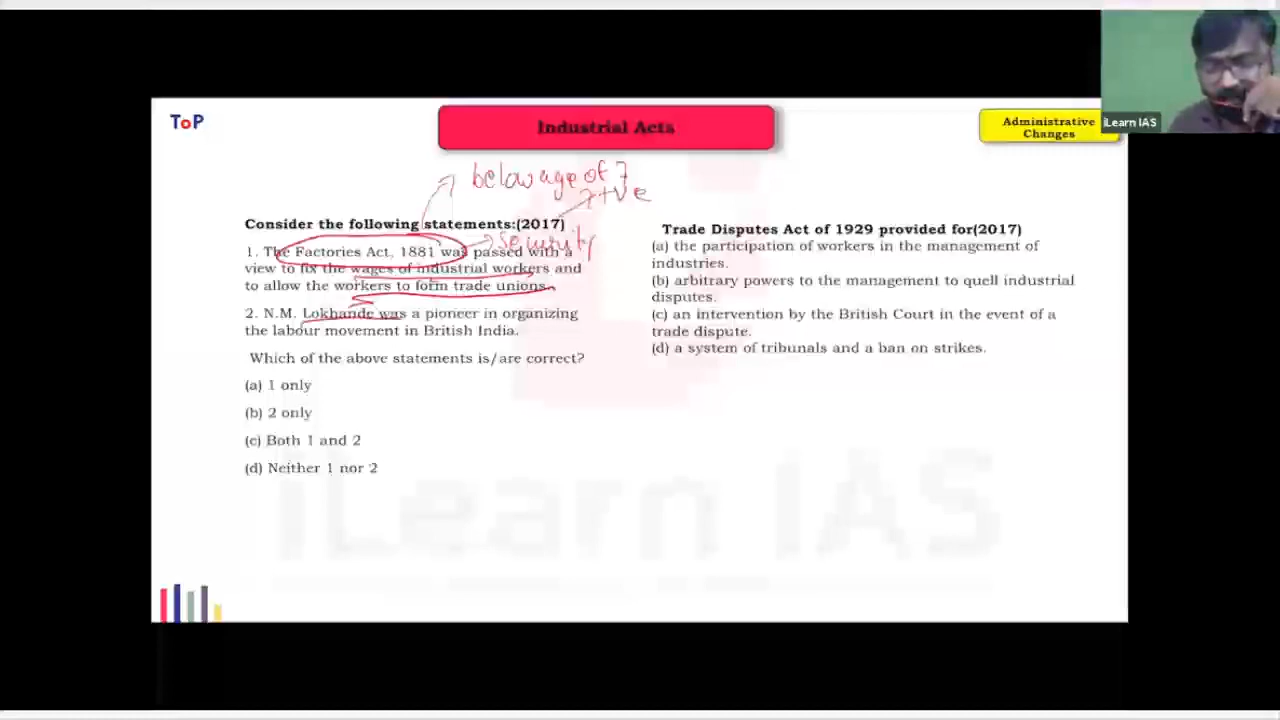 ToP
Industrial Acts
Administrative
Changes
iLearn IAS
below age of 7
7 +ve
Consider the following statements:(2017)
security
1. The Factories Act, 1881 was passed with a
view to fix the wages of industrial workers and
to allow the workers to form trade unions.
2. N.M. Lokhande was a pioneer in organizing
the labour movement in British India.
Which of the above statements is/are correct?
(a) 1 only
(b) 2 only
(c) Both 1 and 2
(d) Neither 1 nor 2
Trade Disputes Act of 1929 provided for(2017)
(a) the participation of workers in the management of
industries.
(b) arbitrary powers to the management to quell industrial
disputes.
(c) an intervention by the British Court in the event of a
trade dispute.
(d) a system of tribunals and a ban on strikes.
iLearn IAS